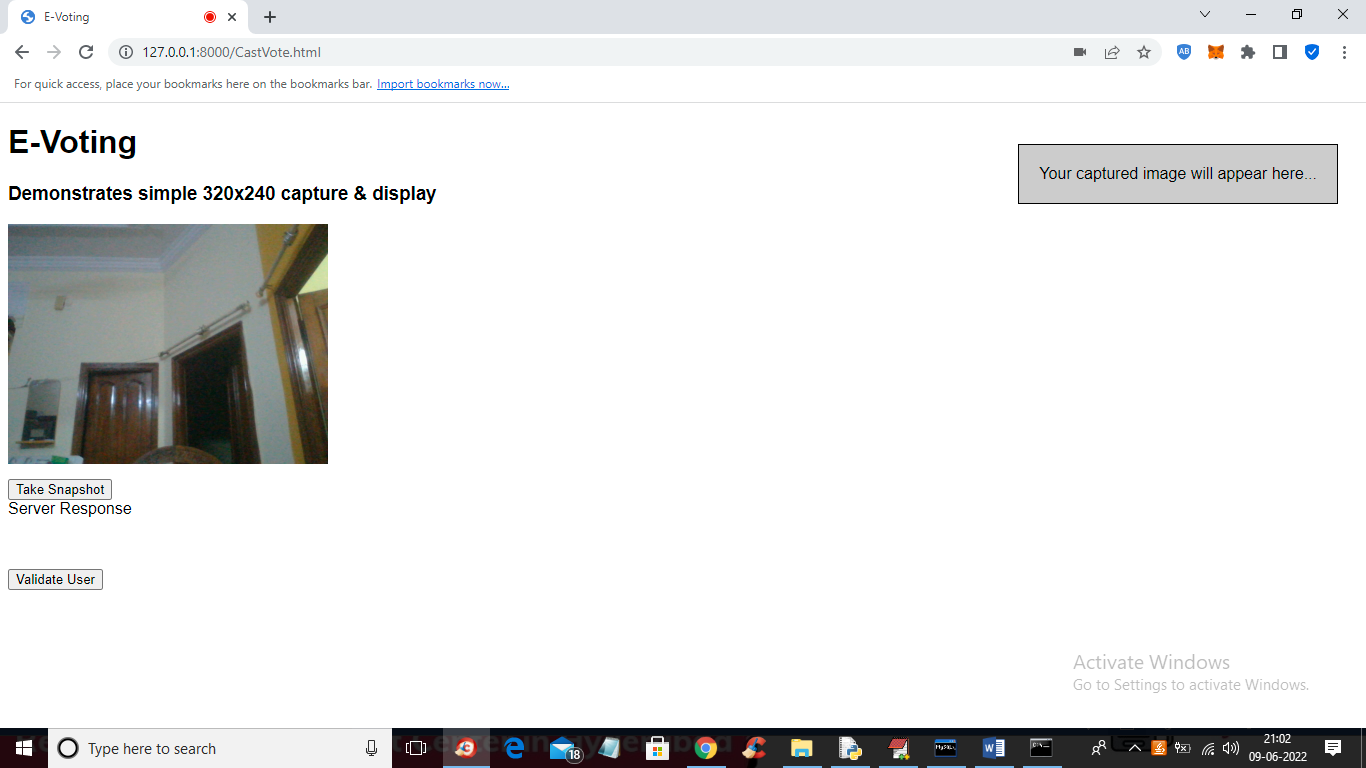 E-Voting
127.0.0.1:8000/CastVote.html
AB
For quick access, place your bookmarks here on the bookmarks bar. Import bookmarks now...
E-Voting
Your captured image will appear here...
Demonstrates simple 320x240 capture & display
Take Snapshot
Server Response
Validate User
Activate Windows
Go to Settings to activate Windows.
Type here to search
18
MySQL
21:02
09-06-2022